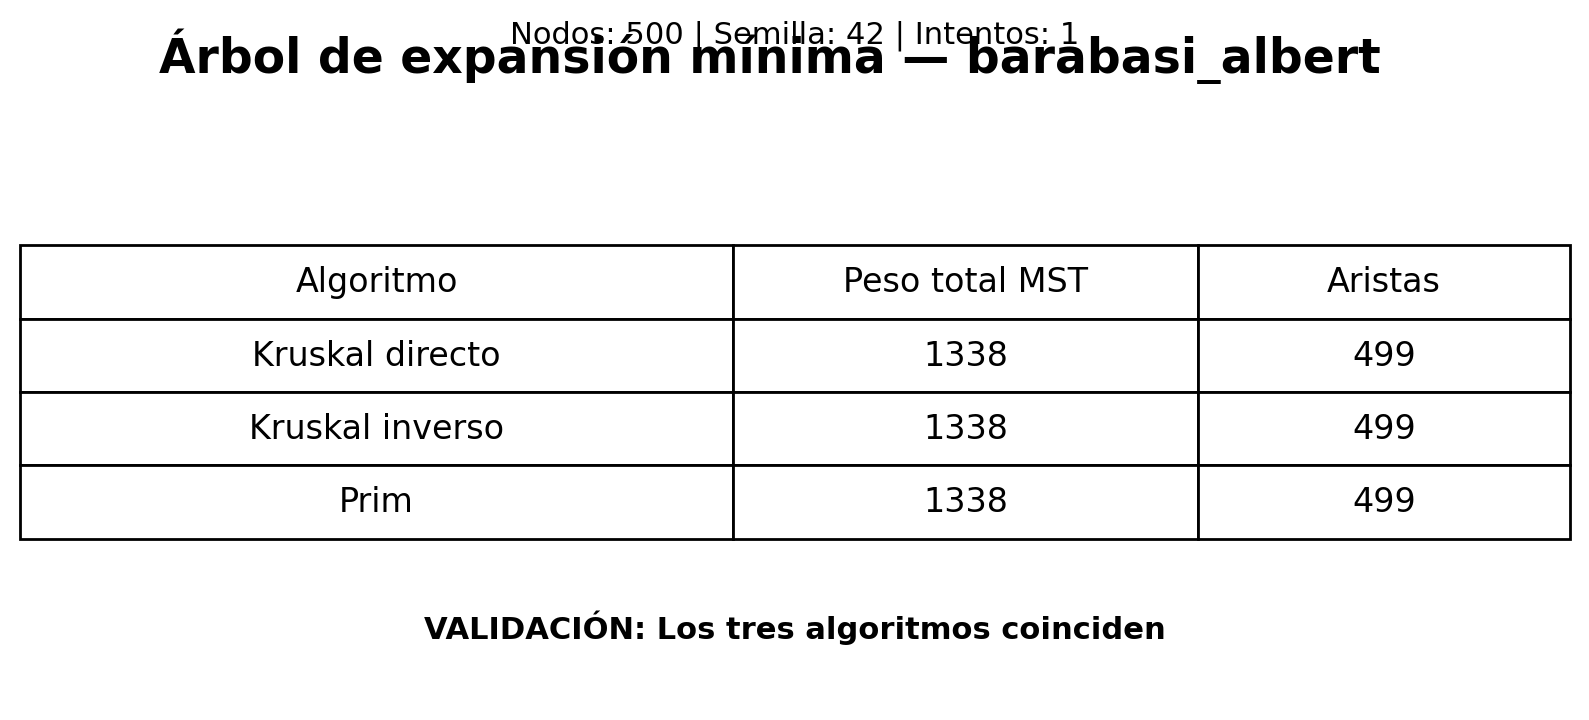 Nodos: 500 | Semilla: 42 | Intentos: 1
Árbol de expansión mínima — barabasi_albert
Algoritmo Peso total MST Aristas
Kruskal directo 1338 499
Kruskal inverso 1338 499
Prim 1338 499
VALIDACIÓN: Los tres algoritmos coinciden